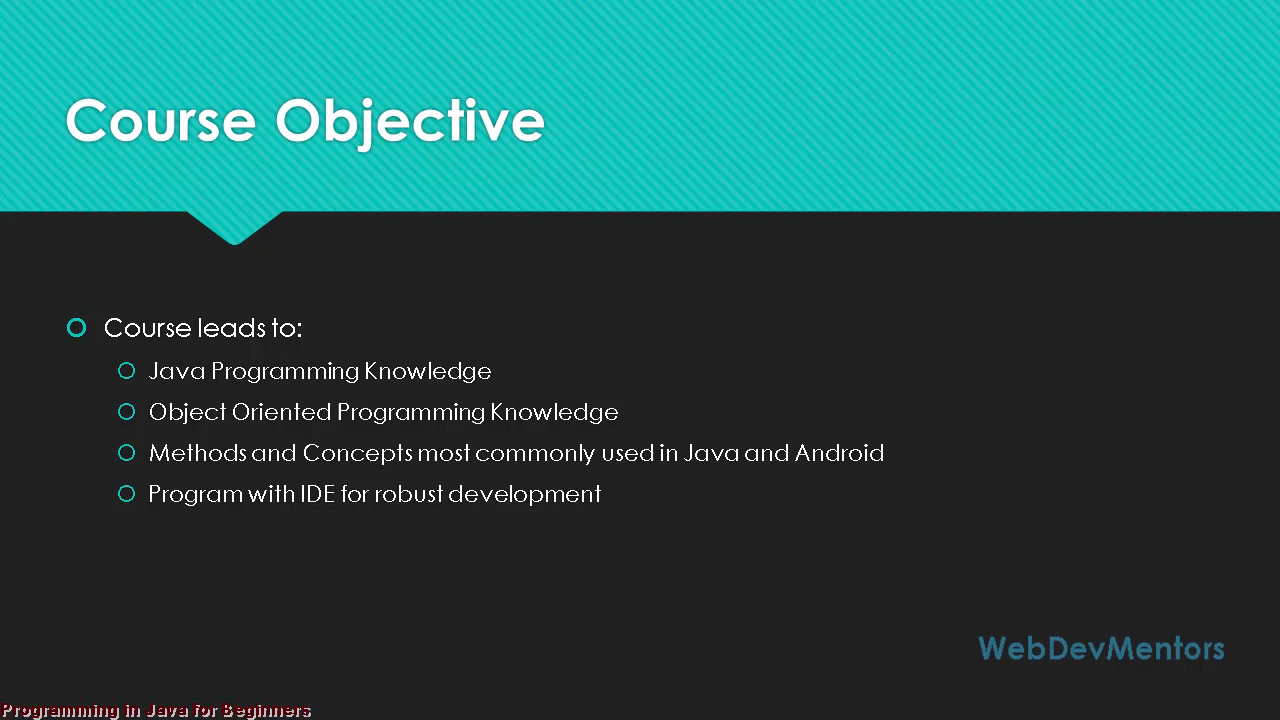 Course Objective
Course leads to:
Java Programming Knowledge
Object Oriented Programming Knowledge
Methods and Concepts most commonly used in Java and Android
Program with IDE for robust development
WebDevMentors
Programming in Java for Beginners